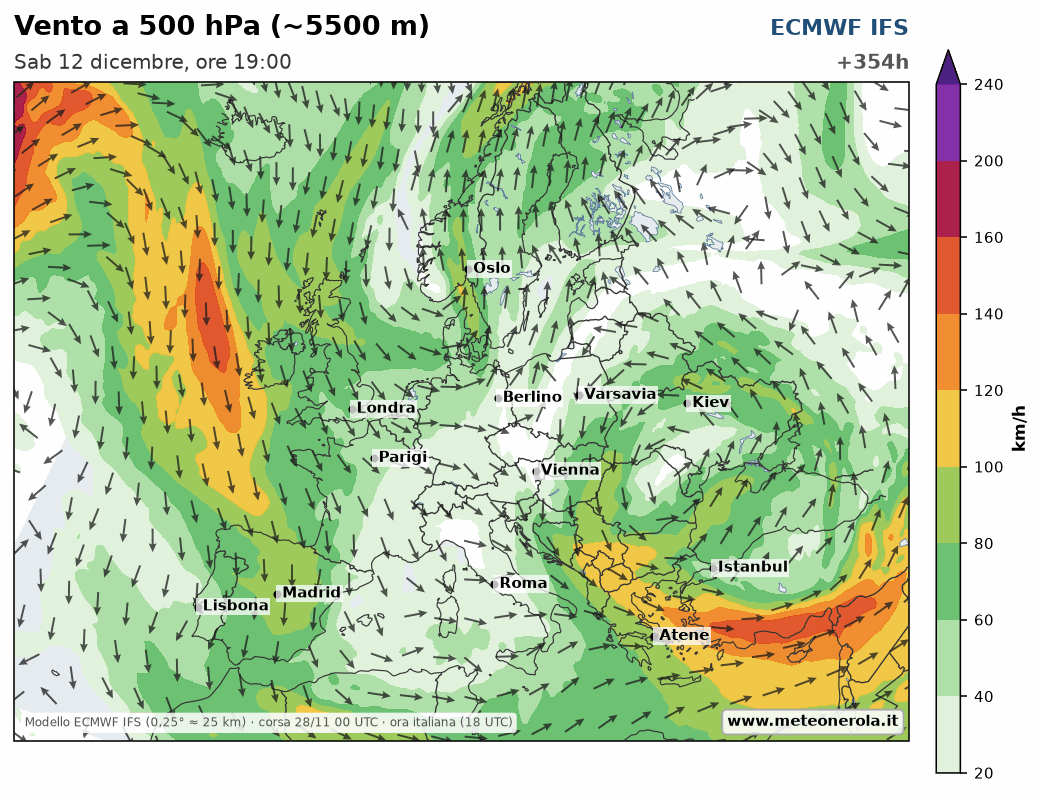 Vento a 500 hPa (~5500 m)
ECMWF IFS
Sab 12 dicembre, ore 19:00
+354h
240
200
160
140
120
100
80
60
40
20
km/h
Oslo
Berlino
Varsavia
Kiev
Londra
Parigi
Vienna
Istanbul
Roma
Madrid
Lisbona
Atene
Modello ECMWF IFS (0,25° ≈ 25 km) · corsa 28/11 00 UTC · ora italiana (18 UTC)
www.meteonerola.it